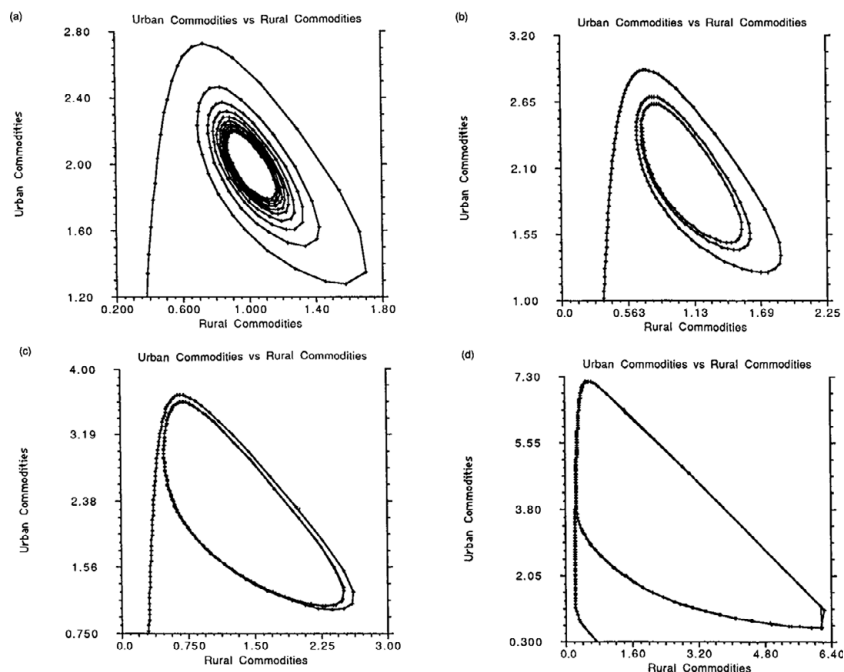 (a)
Urban Commodities vs Rural Commodities
2.80
2.40
2.00
1.60
1.20
Urban Commodities
0.200 0.600 1.00 1.40 1.80
Rural Commodities
(b)
Urban Commodities vs Rural Commodities
3.20
2.65
2.10
1.55
1.00
Urban Commodities
0.0 0.563 1.13 1.69 2.25
Rural Commodities
(c)
Urban Commodities vs Rural Commodities
4.00
3.19
2.38
1.56
0.750
Urban Commodities
0.0 0.750 1.50 2.25 3.00
Rural Commodities
(d)
Urban Commodities vs Rural Commodities
7.30
5.55
3.80
2.05
0.300
Urban Commodities
0.0 1.60 3.20 4.80 6.40
Rural Commodities